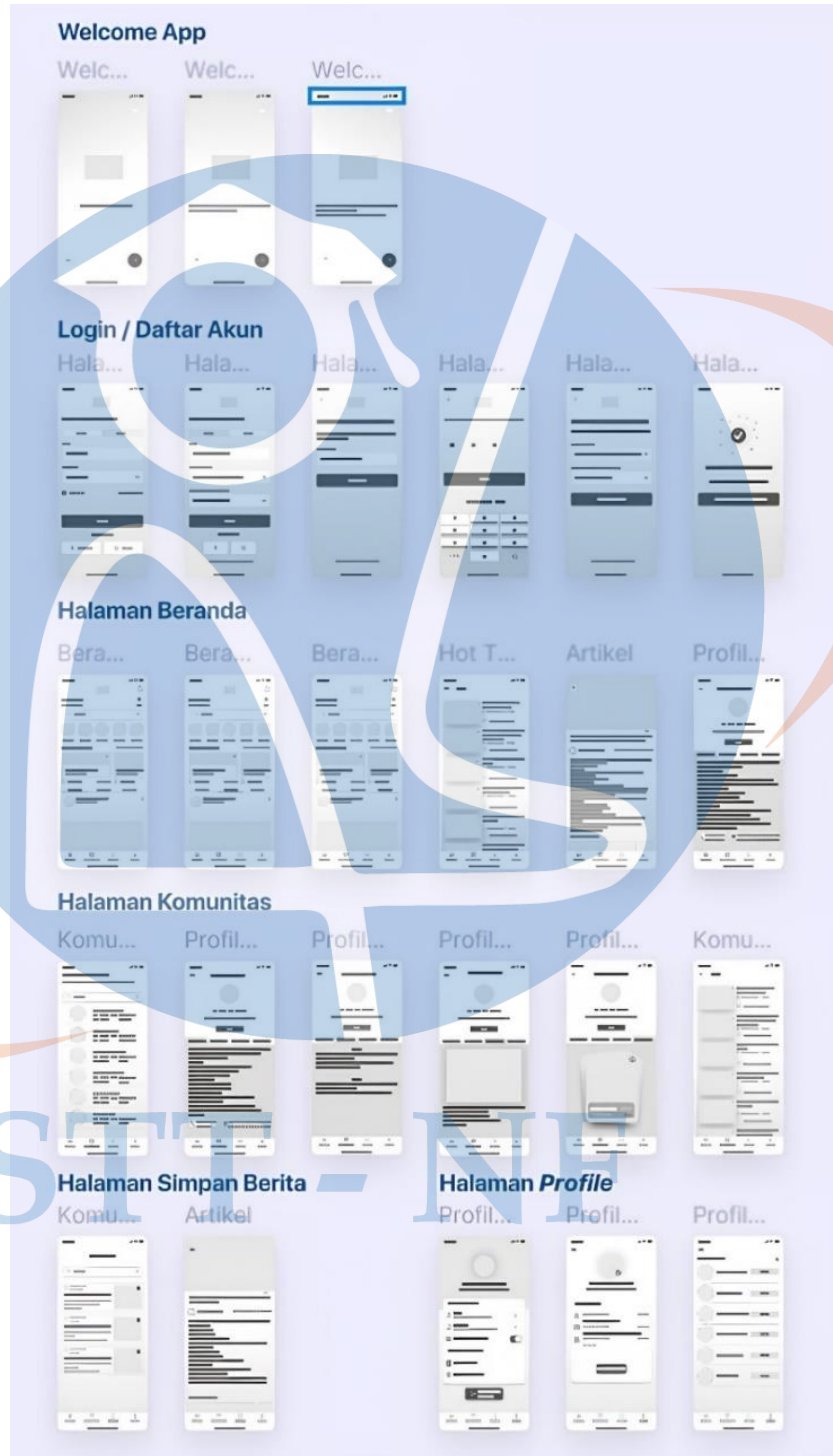 Welcome App
Welc... Welc... Welc...
Login / Daftar Akun
Hala... Hala... Hala... Hala... Hala... Hala...
Halaman Beranda
Bera... Bera... Bera... Hot T... Artikel Profil...
Halaman Komunitas
Komu... Profil... Profil... Profil... Profil... Komu...
STT - NF
Halaman Simpan Berita Halaman Profile
Komu... Artikel Profil... Profil... Profil...